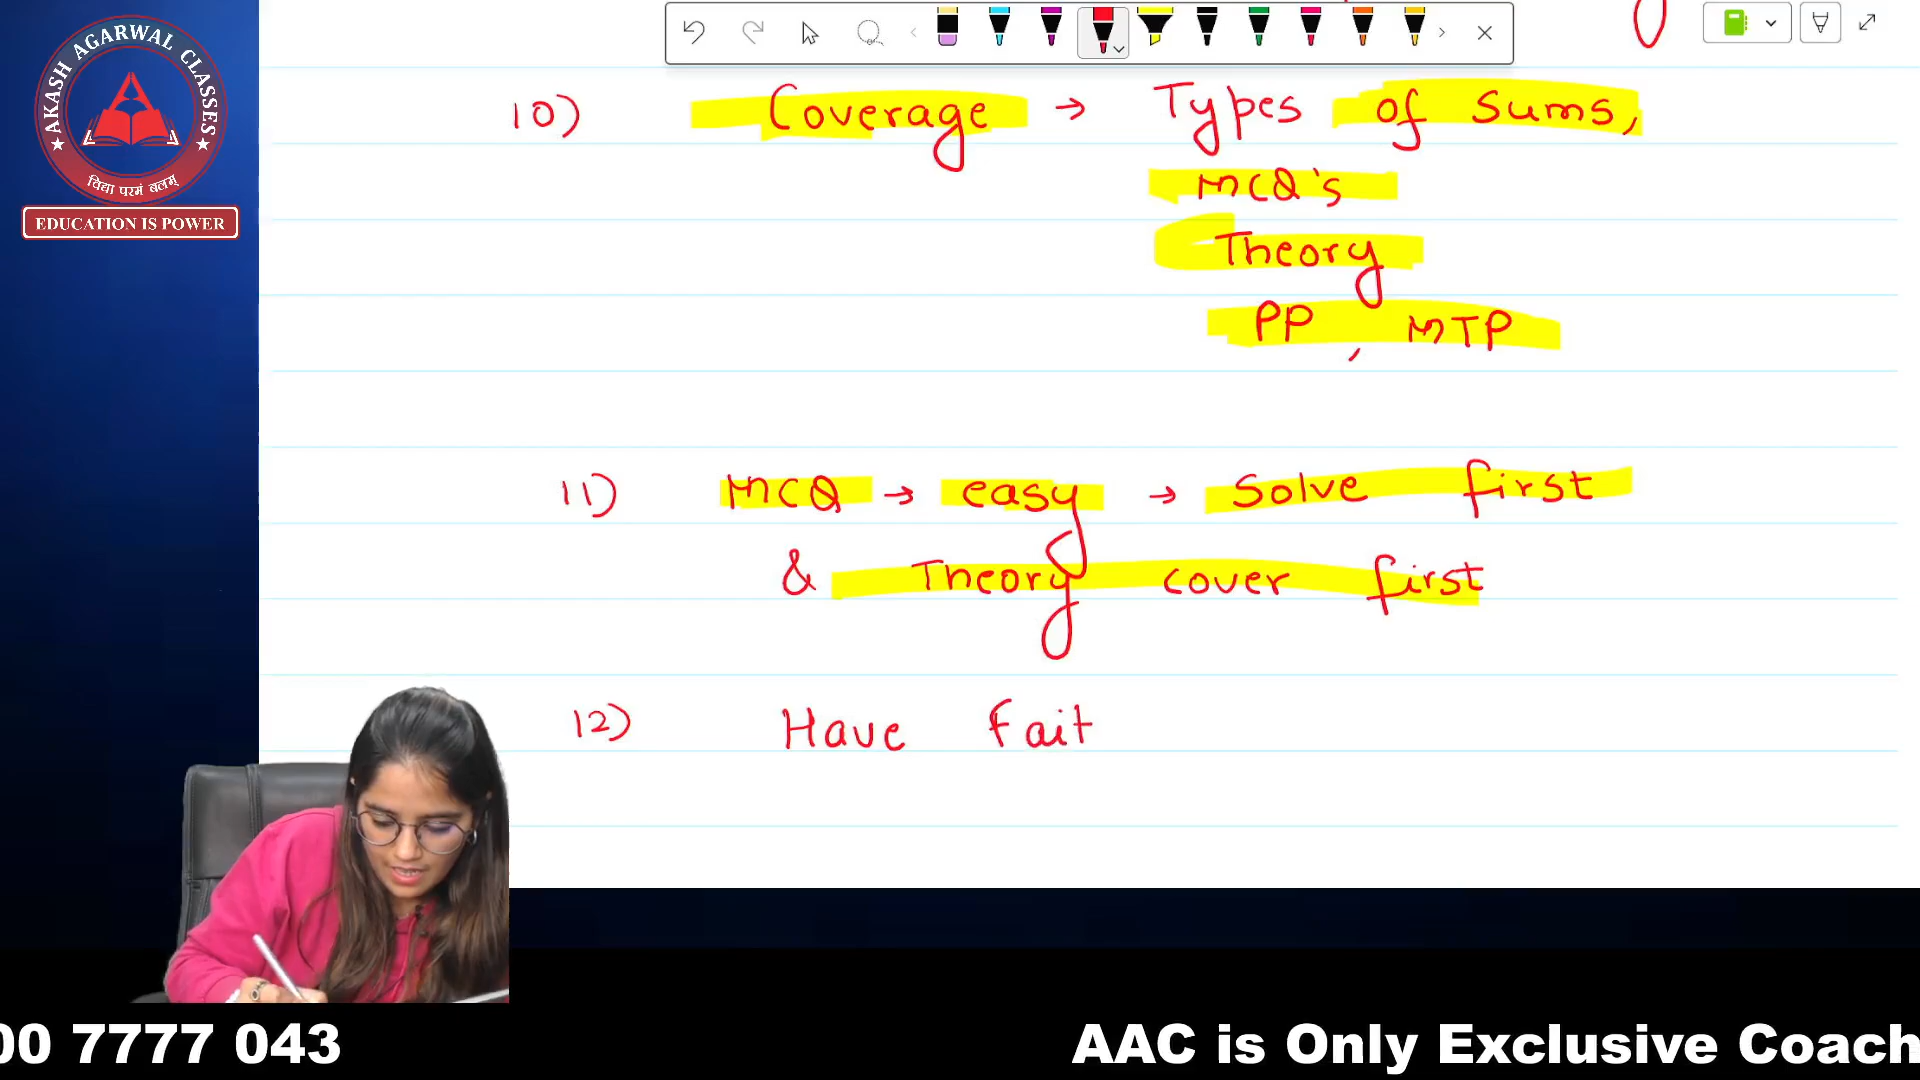 AKASH AGARWAL CLASSES
विद्या परमं बलम्
EDUCATION IS POWER
10) Coverage → Types of Sums,
MCQ's
Theory
PP, MTP
11) MCQ → easy → Solve first
& Theory cover first
12) Have fait
00 7777 043 AAC is Only Exclusive Coach